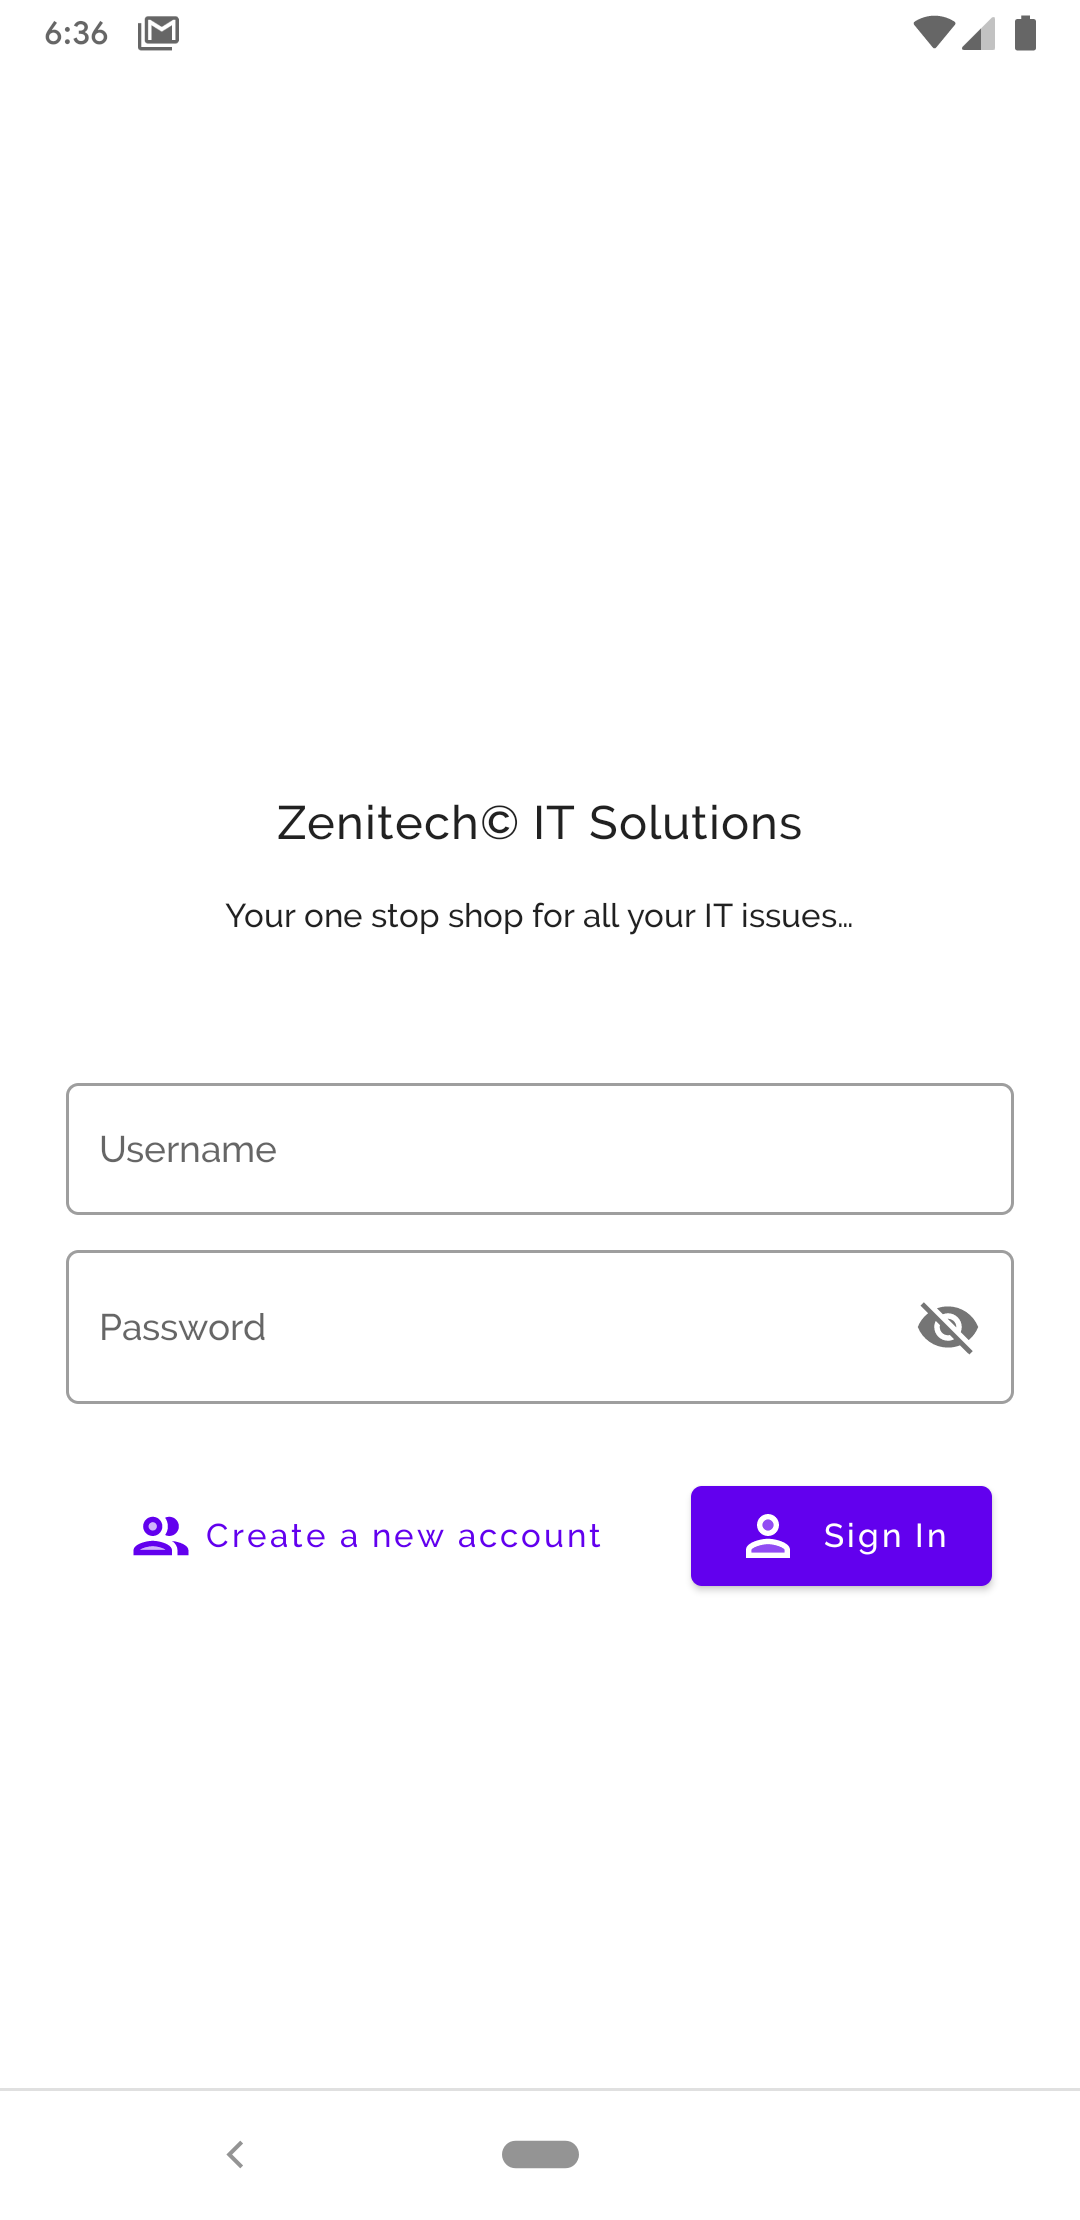 6:36
Zenitech© IT Solutions
Your one stop shop for all your IT issues...
Username
Password
Create a new account
Sign In